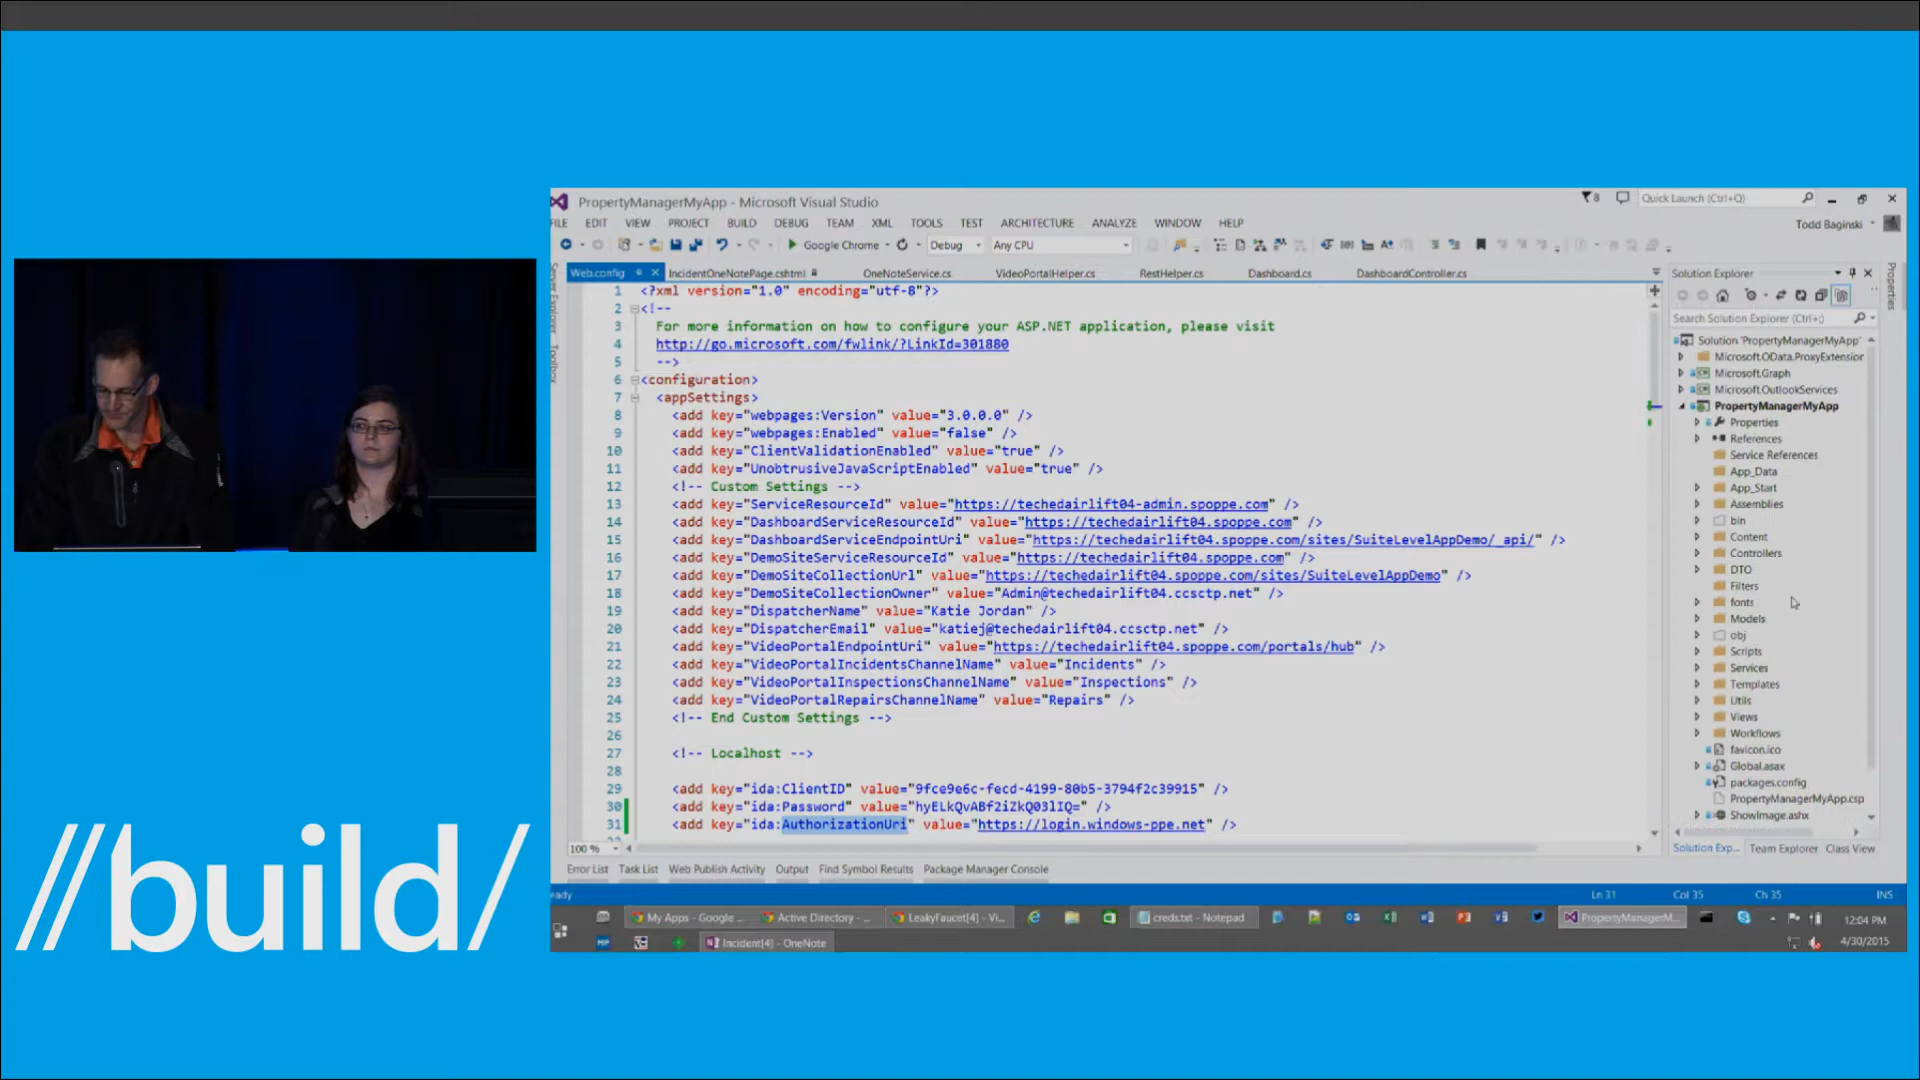 PropertyManagerMyApp - Microsoft Visual Studio
8
Quick Launch (Ctrl+Q)
FILE EDIT VIEW PROJECT BUILD DEBUG TEAM XML TOOLS TEST ARCHITECTURE ANALYZE WINDOW HELP
Todd Baginski
Google Chrome Debug Any CPU
Server Explorer Toolbox
Web.config IncidentOneNotePage.cshtml OneNoteService.cs VideoPortalHelper.cs RestHelper.cs Dashboard.cs DashboardController.cs
1 <?xml version="1.0" encoding="utf-8"?>
2 <!--
3 For more information on how to configure your ASP.NET application, please visit
4 http://go.microsoft.com/fwlink/?LinkId=301880
5 -->
6 <configuration>
7 <appSettings>
8 <add key="webpages:Version" value="3.0.0.0" />
9 <add key="webpages:Enabled" value="false" />
10 <add key="ClientValidationEnabled" value="true" />
11 <add key="UnobtrusiveJavaScriptEnabled" value="true" />
12 <!-- Custom Settings -->
13 <add key="ServiceResourceId" value="https://techedairlift04-admin.spoppe.com" />
14 <add key="DashboardServiceResourceId" value="https://techedairlift04.spoppe.com" />
15 <add key="DashboardServiceEndpointUri" value="https://techedairlift04.spoppe.com/sites/SuiteLevelAppDemo/_api/" />
16 <add key="DemoSiteServiceResourceId" value="https://techedairlift04.spoppe.com" />
17 <add key="DemoSiteCollectionUrl" value="https://techedairlift04.spoppe.com/sites/SuiteLevelAppDemo" />
18 <add key="DemoSiteCollectionOwner" value="Admin@techedairlift04.ccsctp.net" />
19 <add key="DispatcherName" value="Katie Jordan" />
20 <add key="DispatcherEmail" value="katiej@techedairlift04.ccsctp.net" />
21 <add key="VideoPortalEndpointUri" value="https://techedairlift04.spoppe.com/portals/hub" />
22 <add key="VideoPortalIncidentsChannelName" value="Incidents" />
23 <add key="VideoPortalInspectionsChannelName" value="Inspections" />
24 <add key="VideoPortalRepairsChannelName" value="Repairs" />
25 <!-- End Custom Settings -->
26
27 <!-- Localhost -->
28
29 <add key="ida:ClientID" value="9fce9e6c-fecd-4199-80b5-3794f2c39915" />
30 <add key="ida:Password" value="hyELkQvABf2iZkQ03lIQ=" />
31 <add key="ida:AuthorizationUri" value="https://login.windows-ppe.net" />
100 %
Solution Explorer
Properties
Search Solution Explorer (Ctrl+;)
Solution 'PropertyManagerMyApp'
Microsoft.OData.ProxyExtension
Microsoft.Graph
Microsoft.OutlookServices
PropertyManagerMyApp
Properties
References
Service References
App_Data
App_Start
Assemblies
bin
Content
Controllers
DTO
Filters
fonts
Models
obj
Scripts
Services
Templates
Utils
Views
Workflows
favicon.ico
Global.asax
packages.config
PropertyManagerMyApp.csp
ShowImage.ashx
Solution Exp... Team Explorer Class View
Error List Task List Web Publish Activity Output Find Symbol Results Package Manager Console
Ready Ln 31 Col 35 Ch 35 INS
My Apps - Google ... Active Directory - ... LeakyFaucet[4] - Vi... creds.txt - Notepad PropertyManagerM... 12:04 PM
Incident[4] - OneNote 4/30/2015
//build/